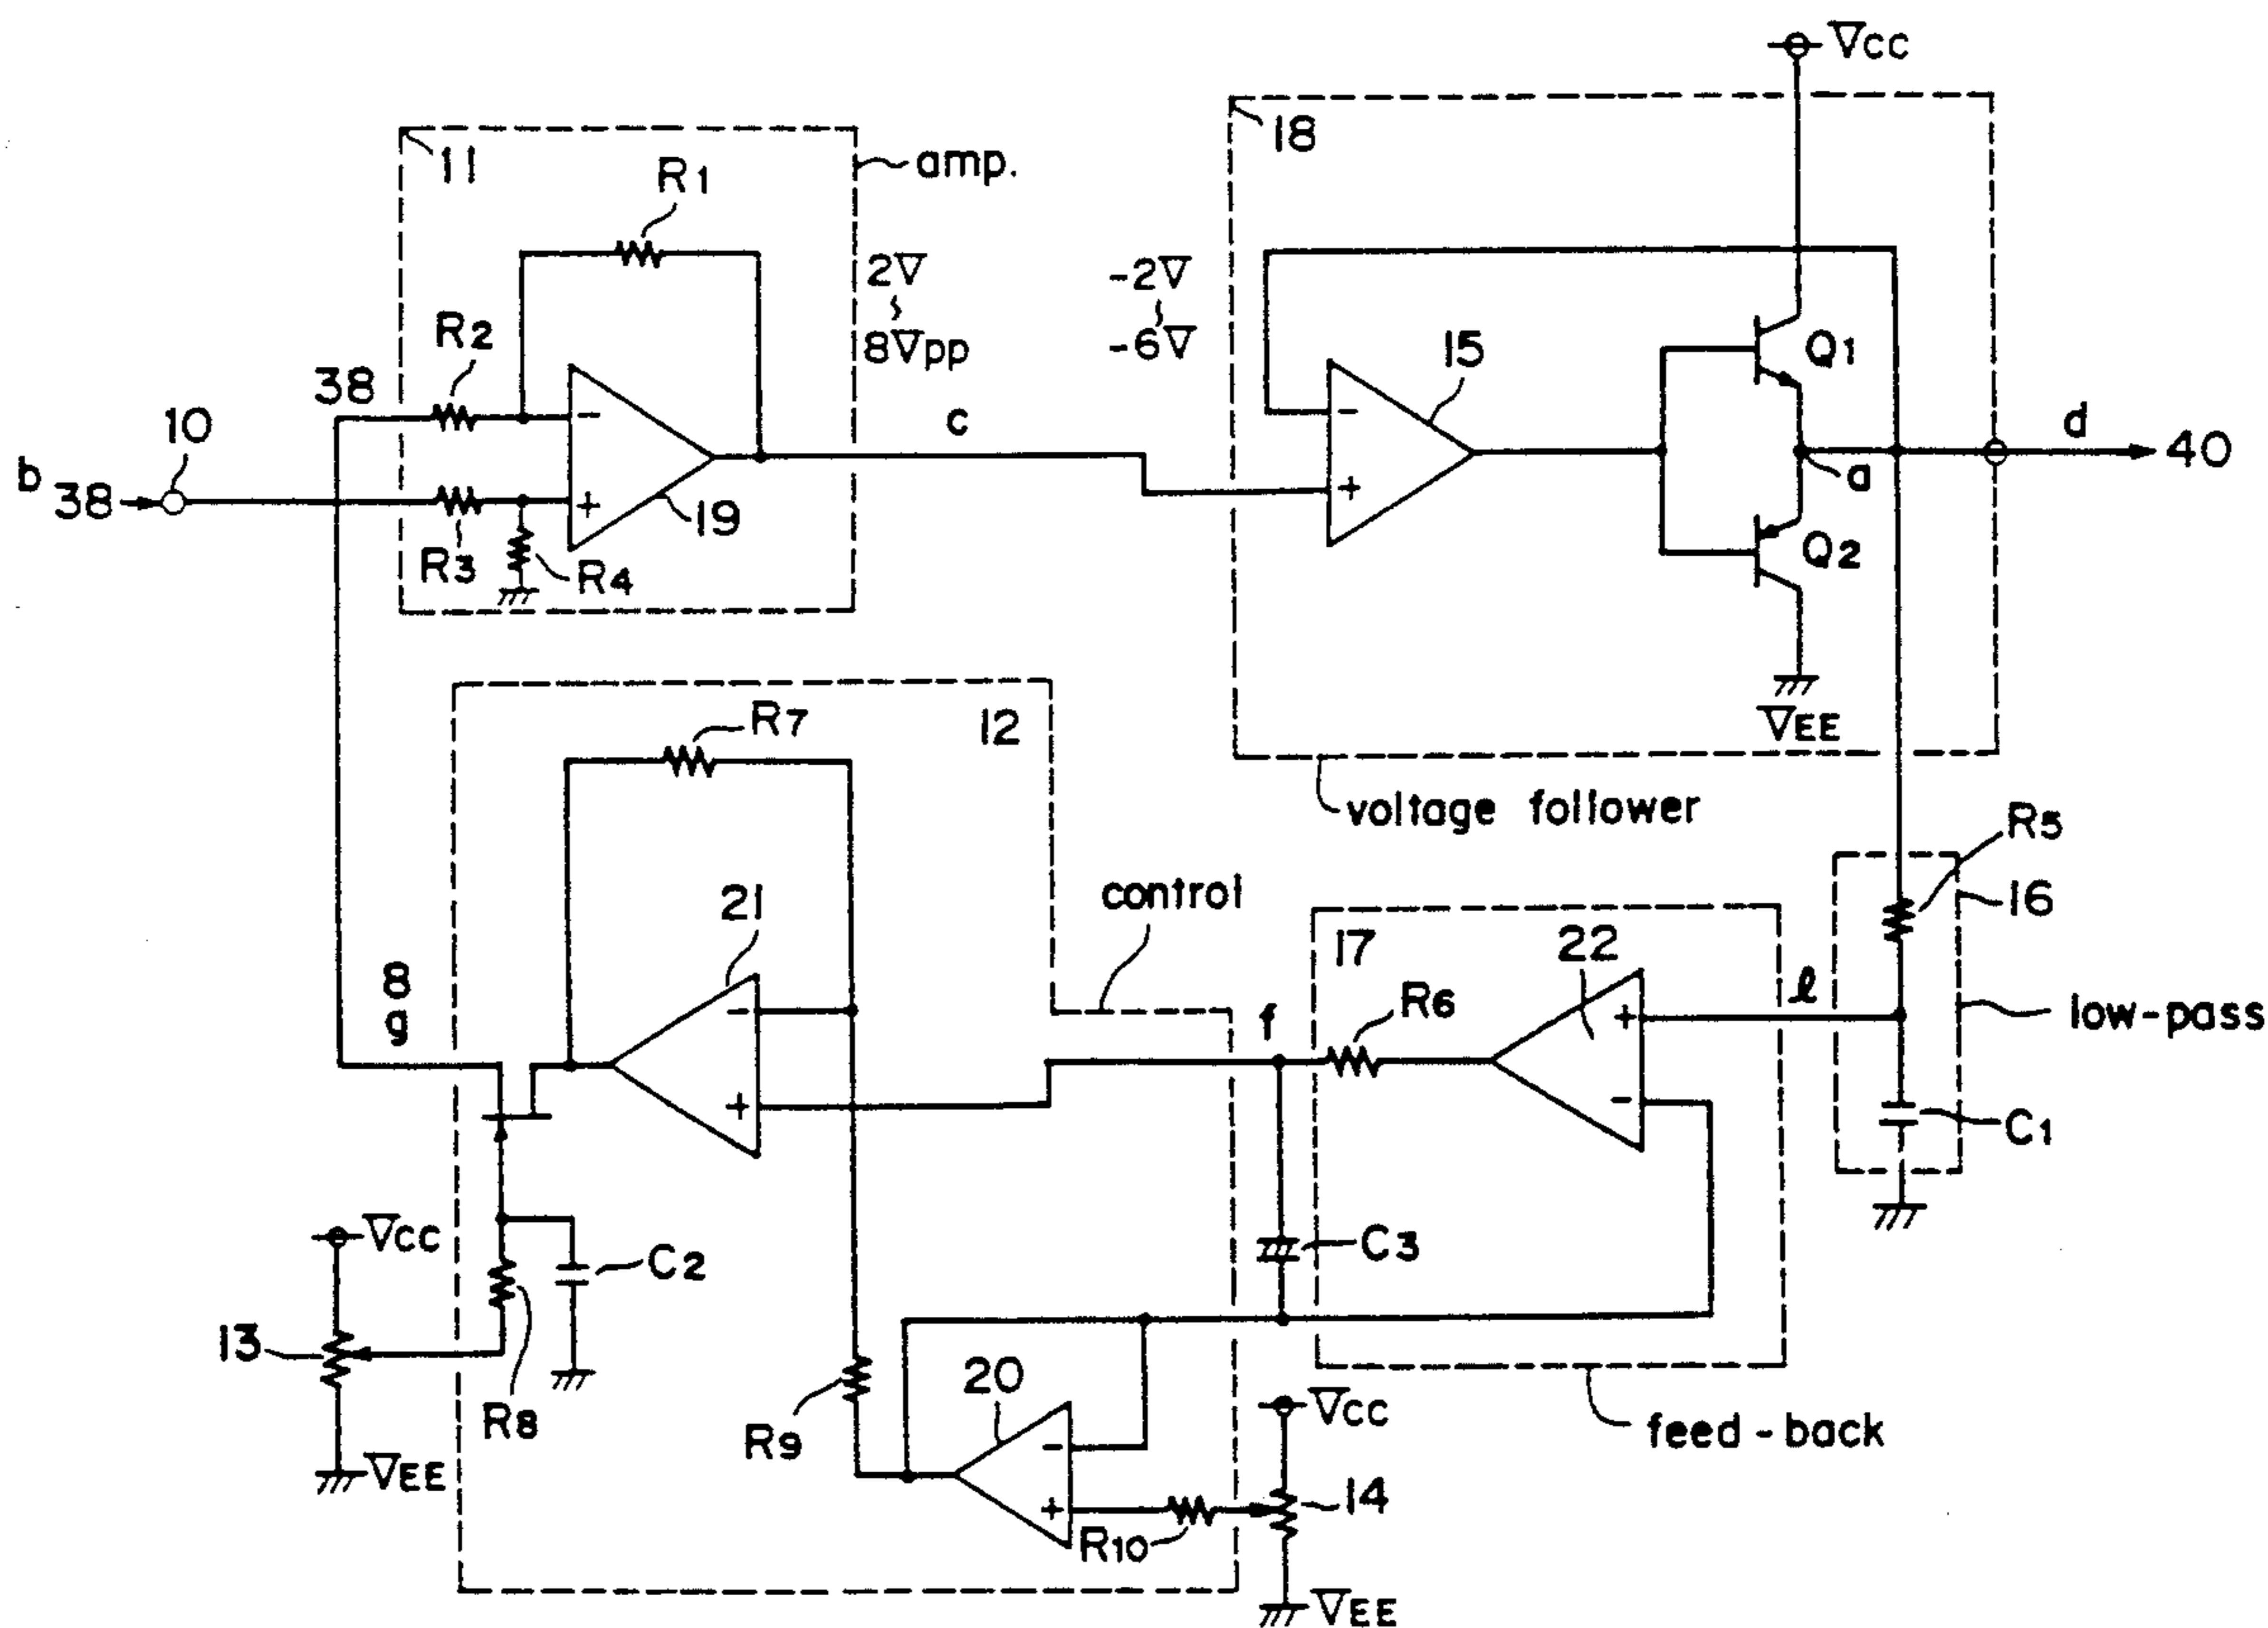 V̅CC
18
11
amp.
R1
2V
8Vpp
-2V
-6V
R2
38
10
b
38
R3
R4
19
c
15
Q1
a
d
40
Q2
VEE
voltage follower
R7
12
R5
16
control
21
17
22
8
g
f
R6
ℓ
low-pass
C1
VCC
C2
C3
13
R8
20
R9
VCC
feed-back
14
VEE
R10
VEE